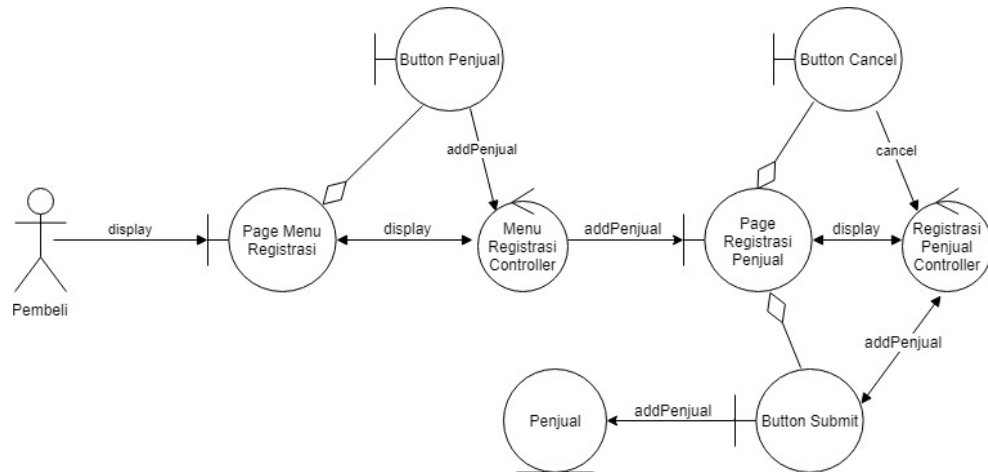 Button Penjual
Button Cancel
addPenjual
cancel
display
Page Menu
Registrasi
display
Menu
Registrasi
Controller
addPenjual
Page
Registrasi
Penjual
display
Registrasi
Penjual
Controller
Pembeli
addPenjual
Penjual
addPenjual
Button Submit